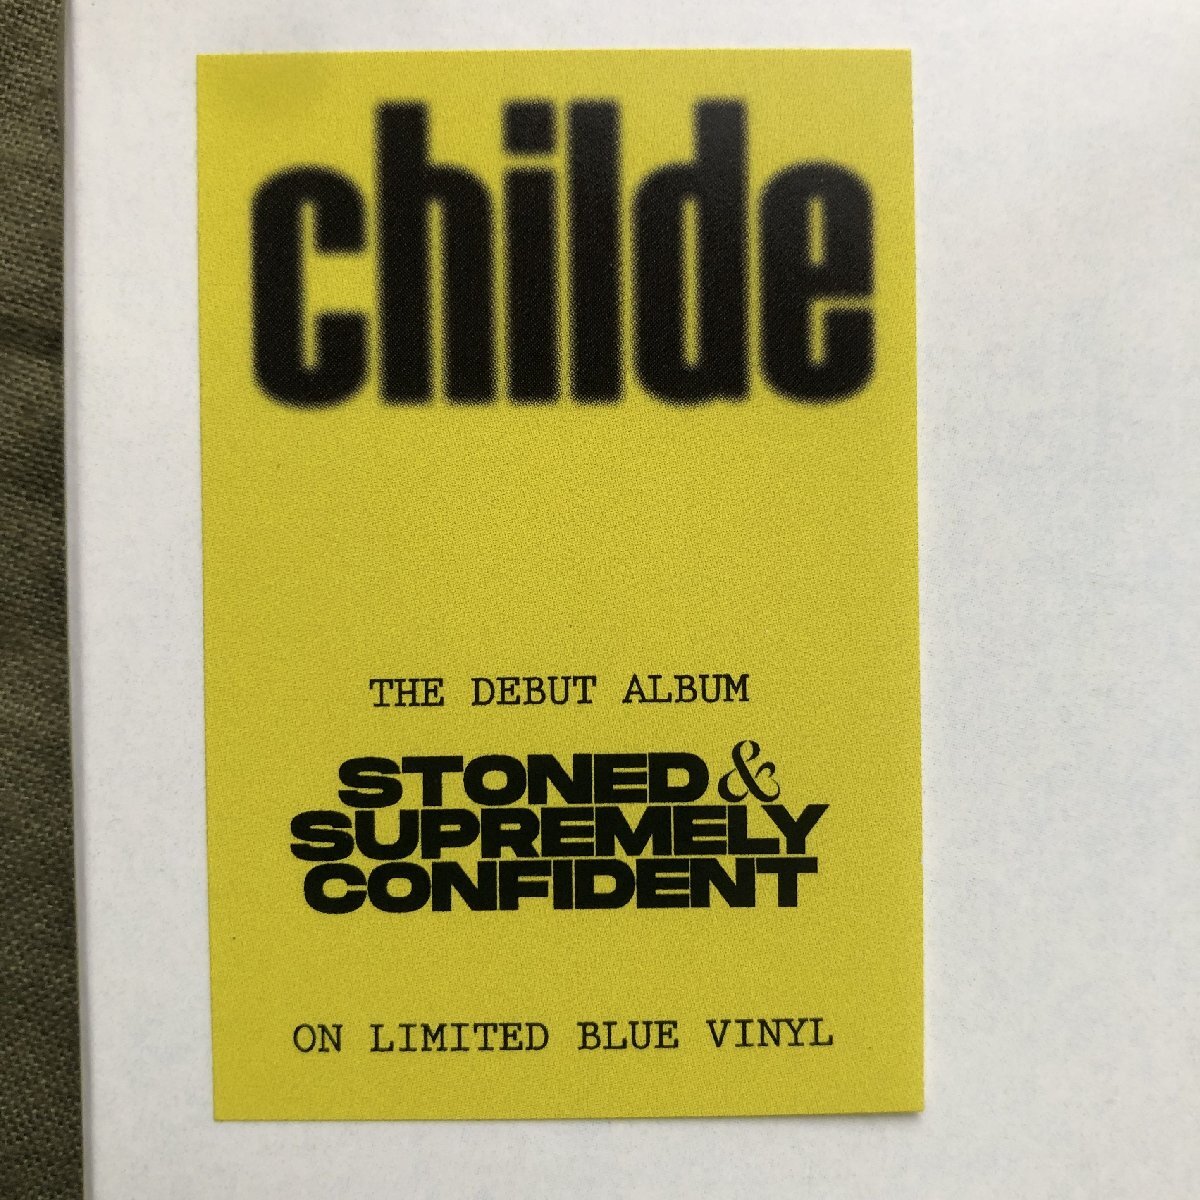 childe
THE DEBUT ALBUM
STONED &
SUPREMELY
CONFIDENT
ON LIMITED BLUE VINYL